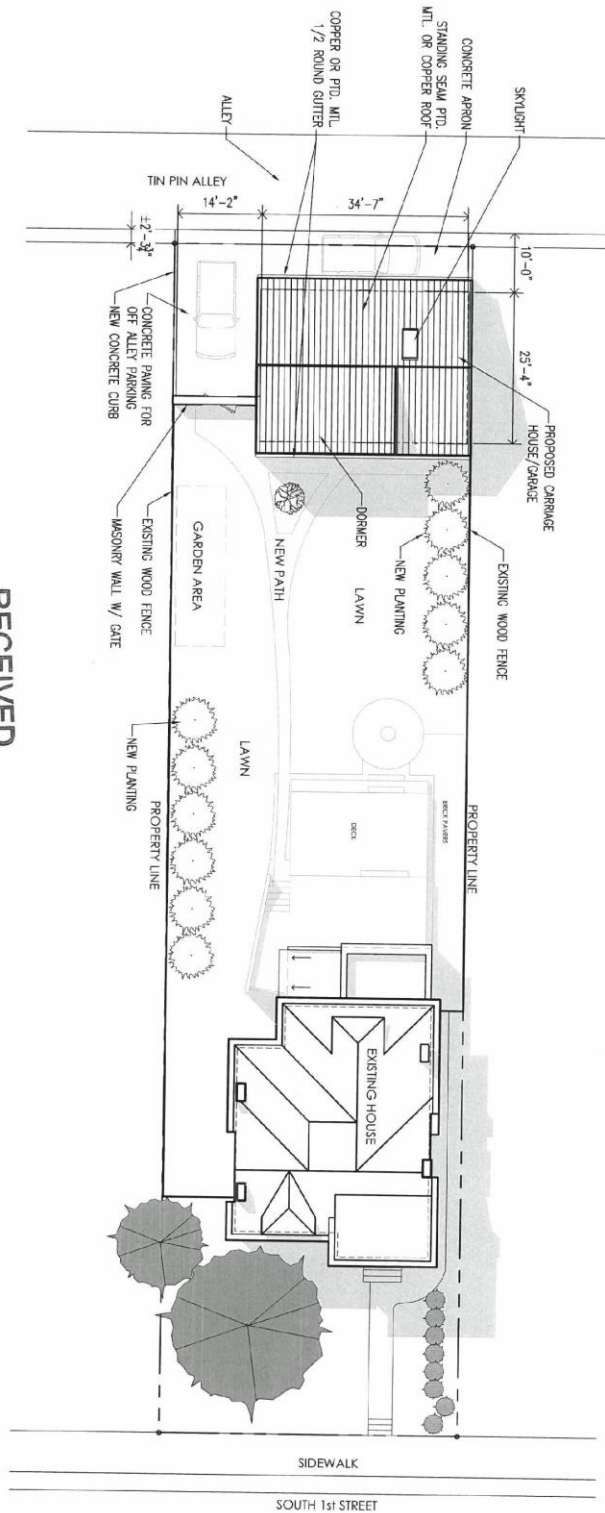 SKYLIGHT
CONCRETE APRON
STANDING SEAM PTD.
MTL. OR COPPER ROOF
COPPER OR PTD. MTL.
1/2 ROUND GUTTER
ALLEY
TIN PIN ALLEY
14'-2"
34'-7"
10'-0"
25'-4"
CONCRETE PAVING FOR
OFF ALLEY PARKING
NEW CONCRETE CURB
PROPOSED CARRIAGE
HOUSE/GARAGE
EXISTING WOOD FENCE
NEW PLANTING
DORMER
LAWN
NEW PATH
GARDEN AREA
EXISTING WOOD FENCE
MASONRY WALL W/ GATE
LAWN
NEW PLANTING
PROPERTY LINE
PROPERTY LINE
BRICK PAVERS
DECK
EXISTING HOUSE
SIDEWALK
SOUTH 1st STREET
RECEIVED